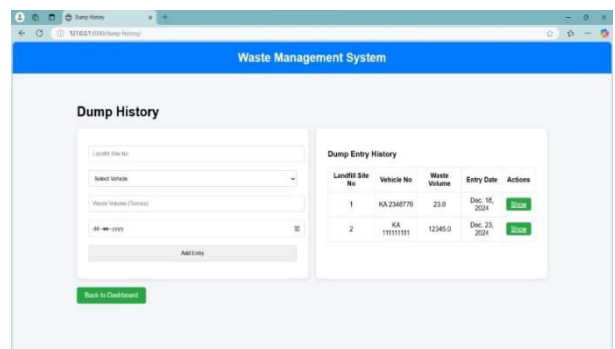 Dump History
127.0.0.1:8000/dump-history/
Waste Management System
Dump History
Landfill Site No.
Select Vehicle
Waste Volume (Tonnes)
dd-mm-yyyy
Add Entry
Back to Dashboard
Dump Entry History
Landfill Site No Vehicle No Waste Volume Entry Date Actions
1 KA 2348779 23.0 Dec. 18, 2024 Show
2 KA 111111111 12345.0 Dec. 23, 2024 Show